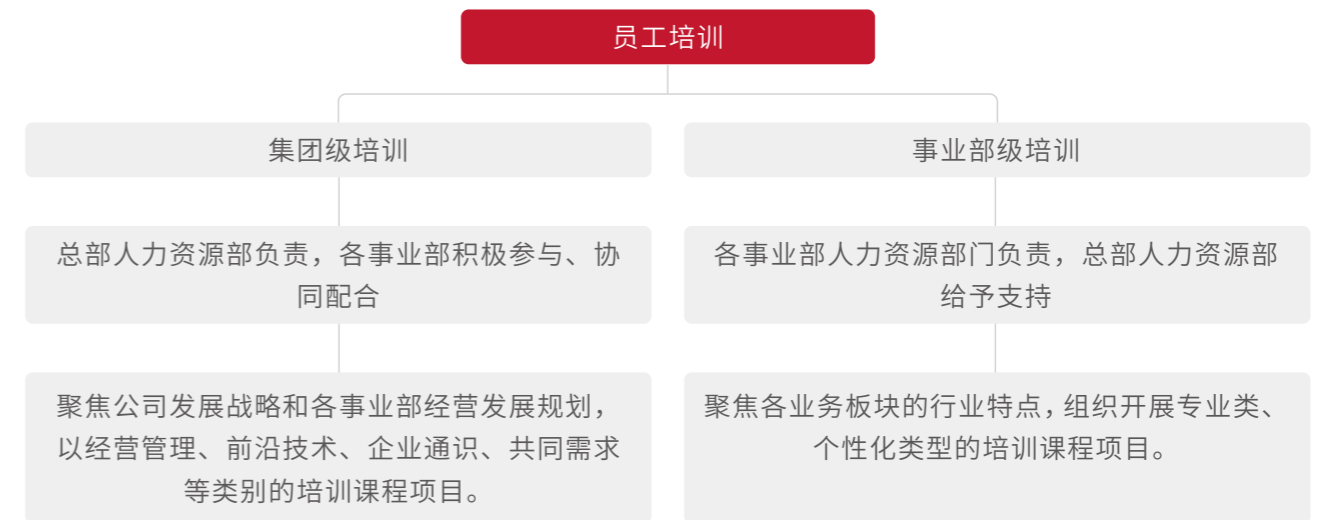 员工培训
集团级培训
事业部级培训
总部人力资源部负责，各事业部积极参与、协
同配合
各事业部人力资源部门负责，总部人力资源部
给予支持
聚焦公司发展战略和各事业部经营发展规划，
以经营管理、前沿技术、企业通识、共同需求
等类别的培训课程项目。
聚焦各业务板块的行业特点，组织开展专业类、
个性化类型的培训课程项目。